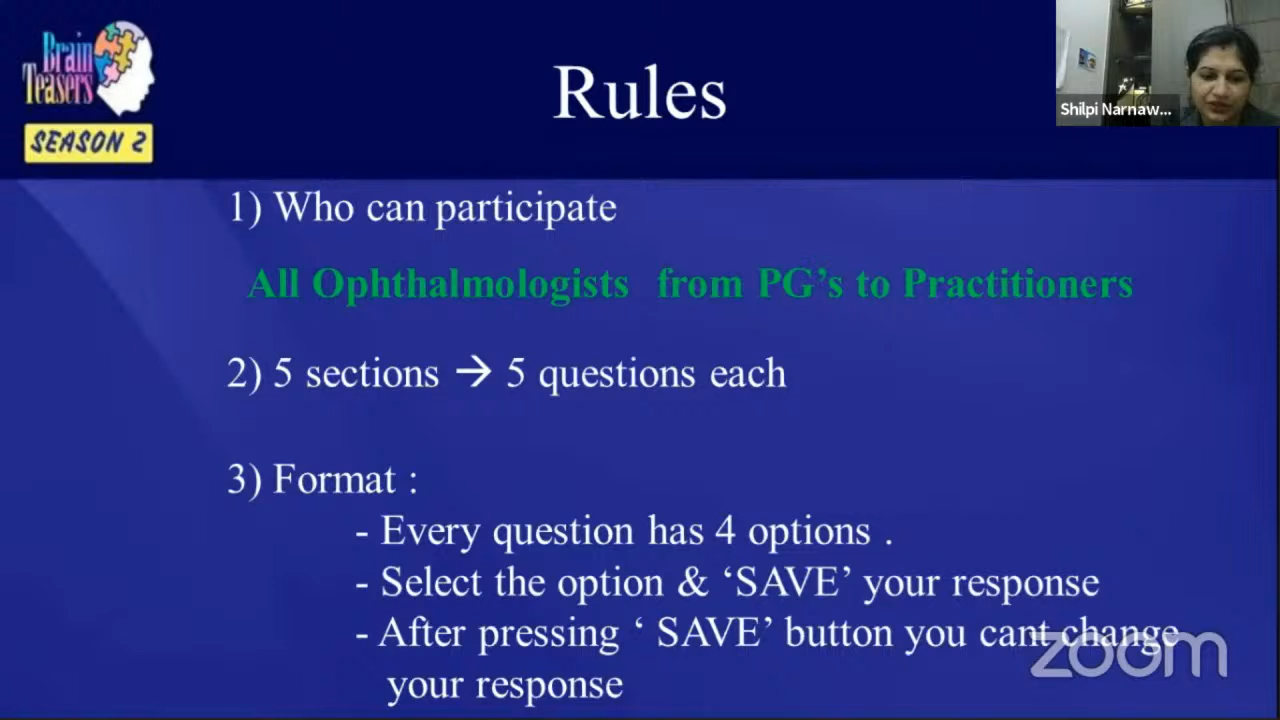 Brain
Teasers
SEASON 2
Rules
Shilpi Narnaw...
1) Who can participate
All Ophthalmologists from PG's to Practitioners
2) 5 sections → 5 questions each
3) Format :
- Every question has 4 options .
- Select the option & ‘SAVE’ your response
- After pressing ‘ SAVE’ button you cant change
your response
zoom